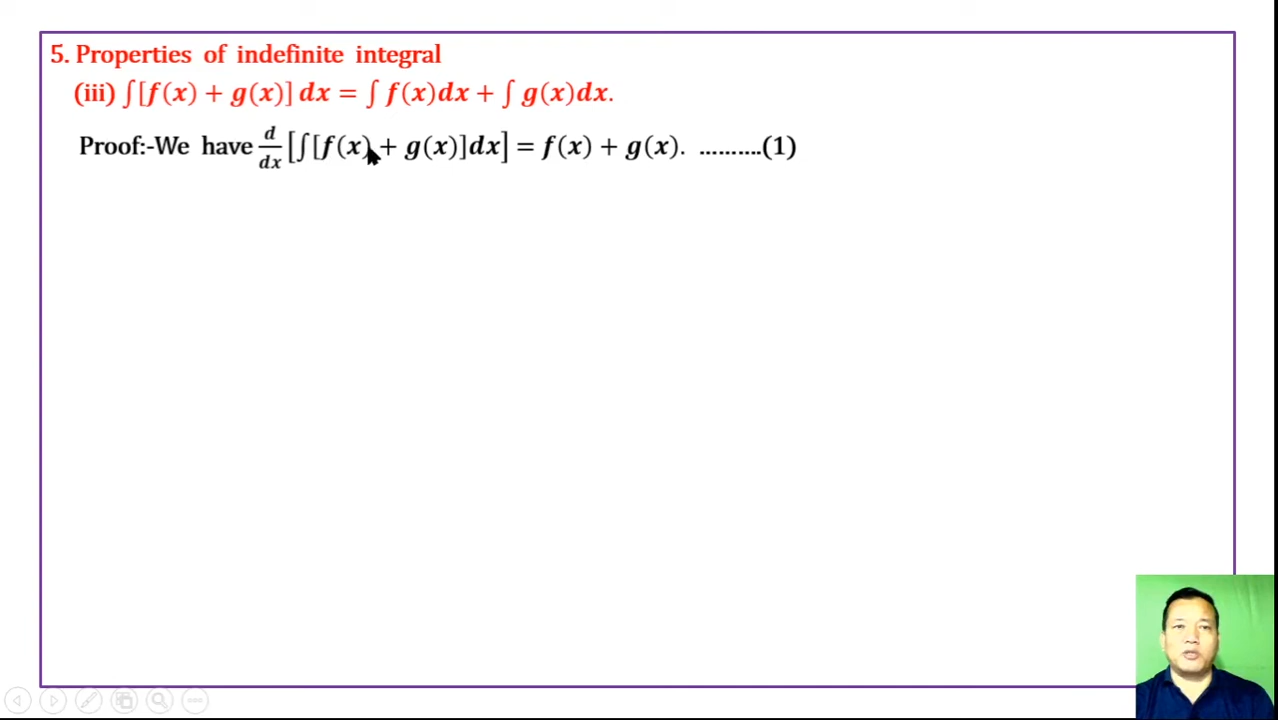 5. Properties of indefinite integral
(iii) ∫[f(x) + g(x)] dx = ∫ f(x)dx + ∫ g(x)dx.
Proof:-We have d/dx [∫[f(x) + g(x)]dx] = f(x) + g(x). ..........(1)